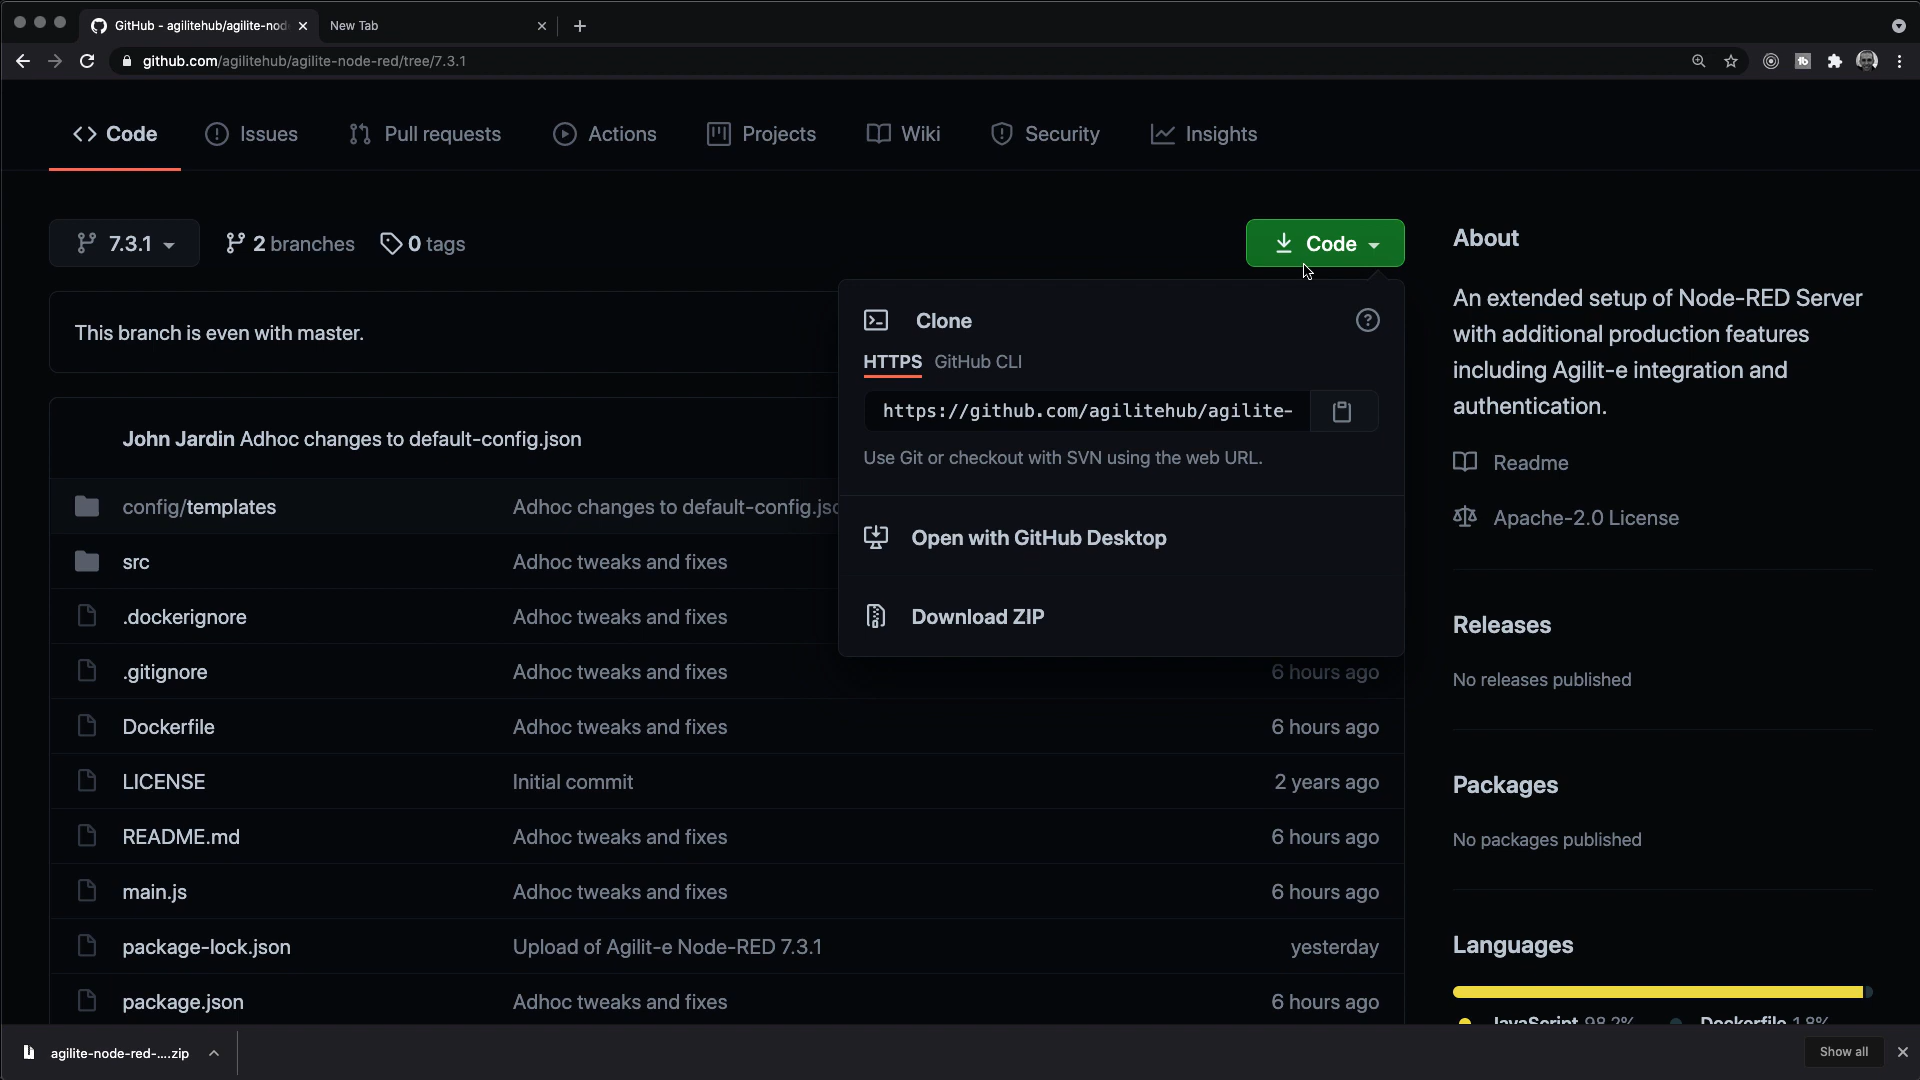 GitHub - agilitehub/agilite-nod
New Tab
github.com/agilitehub/agilite-node-red/tree/7.3.1
Code
Issues
Pull requests
Actions
Projects
Wiki
Security
Insights
7.3.1
2 branches
0 tags
Code
This branch is even with master.
Clone
HTTPS
GitHub CLI
https://github.com/agilitehub/agilite-
Use Git or checkout with SVN using the web URL.
Open with GitHub Desktop
Download ZIP
John Jardin Adhoc changes to default-config.json
config/templates
Adhoc changes to default-config.jso
src
Adhoc tweaks and fixes
.dockerignore
Adhoc tweaks and fixes
.gitignore
Adhoc tweaks and fixes
6 hours ago
Dockerfile
Adhoc tweaks and fixes
6 hours ago
LICENSE
Initial commit
2 years ago
README.md
Adhoc tweaks and fixes
6 hours ago
main.js
Adhoc tweaks and fixes
6 hours ago
package-lock.json
Upload of Agilit-e Node-RED 7.3.1
yesterday
package.json
Adhoc tweaks and fixes
6 hours ago
About
An extended setup of Node-RED Server
with additional production features
including Agilit-e integration and
authentication.
Readme
Apache-2.0 License
Releases
No releases published
Packages
No packages published
Languages
JavaScript 98.2%
Dockerfile 1.8%
agilite-node-red-....zip
Show all